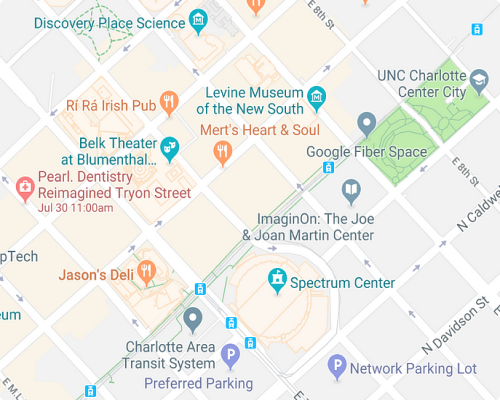 E 8th St
Discovery Place Science
UNC Charlotte
Center City
Levine Museum
of the New South
Rí Rá Irish Pub
Mert's Heart & Soul
Belk Theater
at Blumenthal...
Google Fiber Space
E 8th St
Pearl. Dentistry
Reimagined Tryon Street
Jul 30 11:00am
N Caldwe
ImaginOn: The Joe
& Joan Martin Center
pTech
Jason's Deli
Spectrum Center
eum
N Davidson St
Charlotte Area
Transit System
Preferred Parking
Network Parking Lot
E M.L